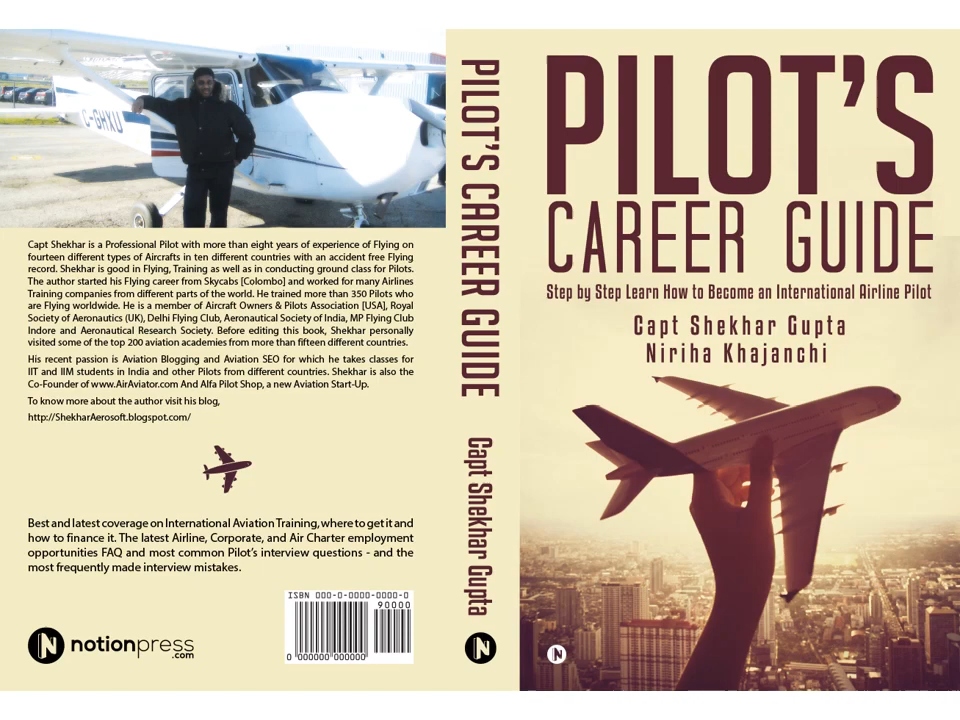 C-GHXU
Capt Shekhar is a Professional Pilot with more than eight years of experience of Flying on
fourteen different types of Aircrafts in ten different countries with an accident free Flying
record. Shekhar is good in Flying, Training as well as in conducting ground class for Pilots.
The author started his Flying career from Skycabs [Colombo] and worked for many Airlines
Training companies from different parts of the world. He trained more than 350 Pilots who
are Flying worldwide. He is a member of Aircraft Owners & Pilots Association [USA], Royal
Society of Aeronautics (UK), Delhi Flying Club, Aeronautical Society of India, MP Flying Club
Indore and Aeronautical Research Society. Before editing this book, Shekhar personally
visited some of the top 200 aviation academies from more than fifteen different countries.
His recent passion is Aviation Blogging and Aviation SEO for which he takes classes for
IIT and IIM students in India and other Pilots from different countries. Shekhar is also the
Co-Founder of www.AirAviator.com And Alfa Pilot Shop, a new Aviation Start-Up.
To know more about the author visit his blog,
http://ShekharAerosoft.blogspot.com/
Best and latest coverage on International Aviation Training, where to get it and
how to finance it. The latest Airline, Corporate, and Air Charter employment
opportunities FAQ and most common Pilot's interview questions - and the
most frequently made interview mistakes.
N notionpress
.com
ISBN 000-0-0000-0000-0
90000
0 000000 000000
PILOT'S CAREER GUIDE
Capt Shekhar Gupta
N
PILOT'S
CAREER GUIDE
Step by Step Learn How to Become an International Airline Pilot
Capt Shekhar Gupta
Niriha Khajanchi
N